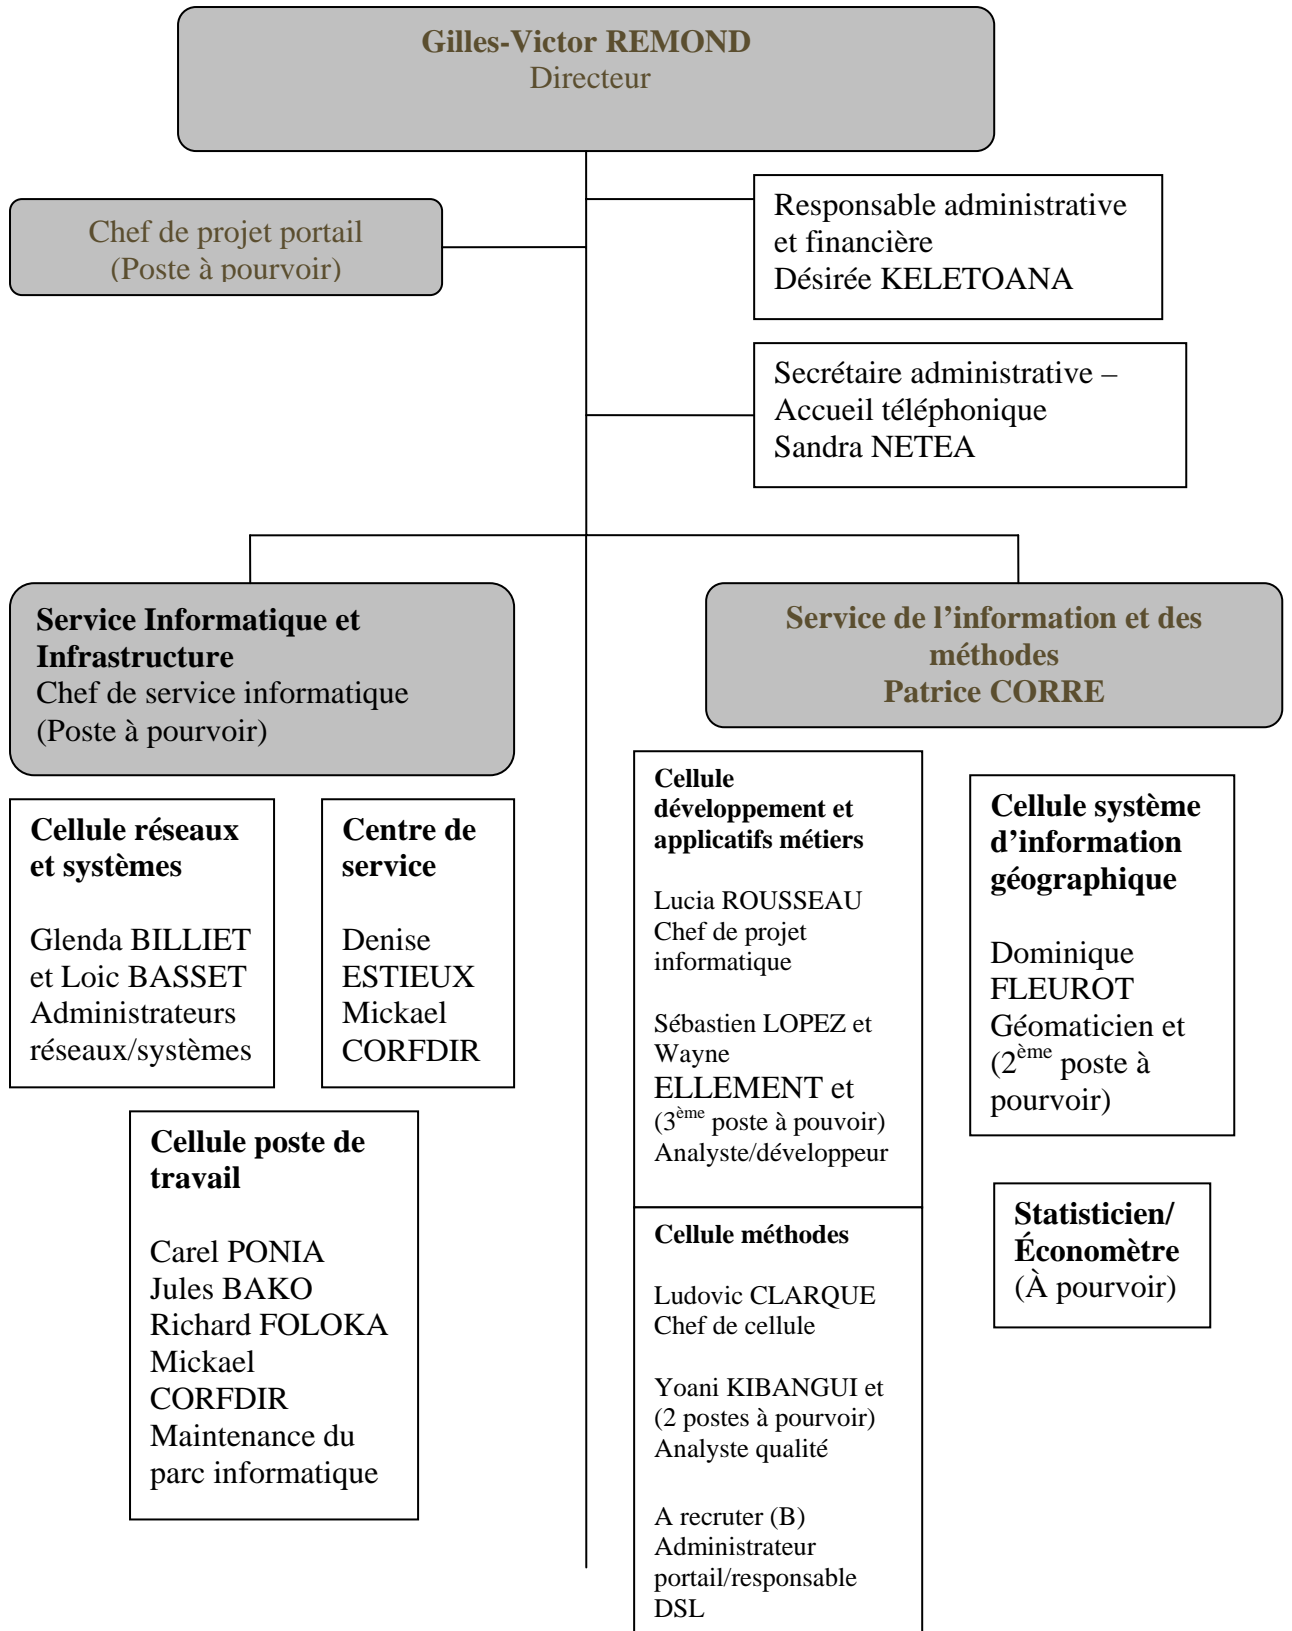 Gilles-Victor REMOND
Directeur
Chef de projet portail
(Poste à pourvoir)
Responsable administrative
et financière
Désirée KELETOANA
Secrétaire administrative –
Accueil téléphonique
Sandra NETEA
Service Informatique et
Infrastructure
Chef de service informatique
(Poste à pourvoir)
Service de l’information et des
méthodes
Patrice CORRE
Cellule réseaux
et systèmes
Glenda BILLIET
et Loic BASSET
Administrateurs
réseaux/systèmes
Centre de
service
Denise
ESTIEUX
Mickael
CORFDIR
Cellule poste de
travail
Carel PONIA
Jules BAKO
Richard FOLOKA
Mickael
CORFDIR
Maintenance du
parc informatique
Cellule
développement et
applicatifs métiers
Lucia ROUSSEAU
Chef de projet
informatique
Sébastien LOPEZ et
Wayne
ELLEMENT et
(3ème poste à pouvoir)
Analyste/développeur
Cellule méthodes
Ludovic CLARQUE
Chef de cellule
Yoani KIBANGUI et
(2 postes à pourvoir)
Analyste qualité
A recruter (B)
Administrateur
portail/responsable
DSL
Cellule système
d’information
géographique
Dominique
FLEUROT
Géomaticien et
(2ème poste à
pourvoir)
Statisticien/
Économètre
(À pourvoir)